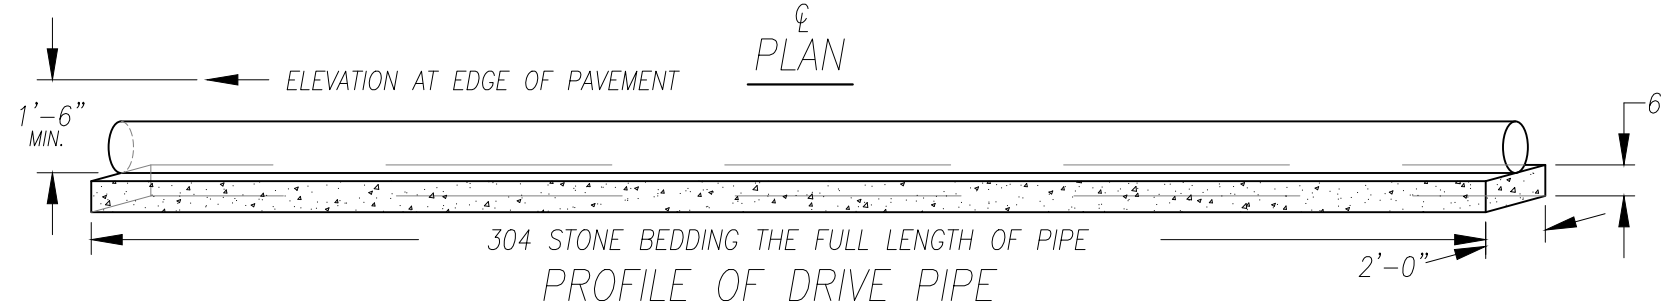 ℄
PLAN
ELEVATION AT EDGE OF PAVEMENT
1'-6"
MIN.
6
304 STONE BEDDING THE FULL LENGTH OF PIPE
2'-0"
PROFILE OF DRIVE PIPE